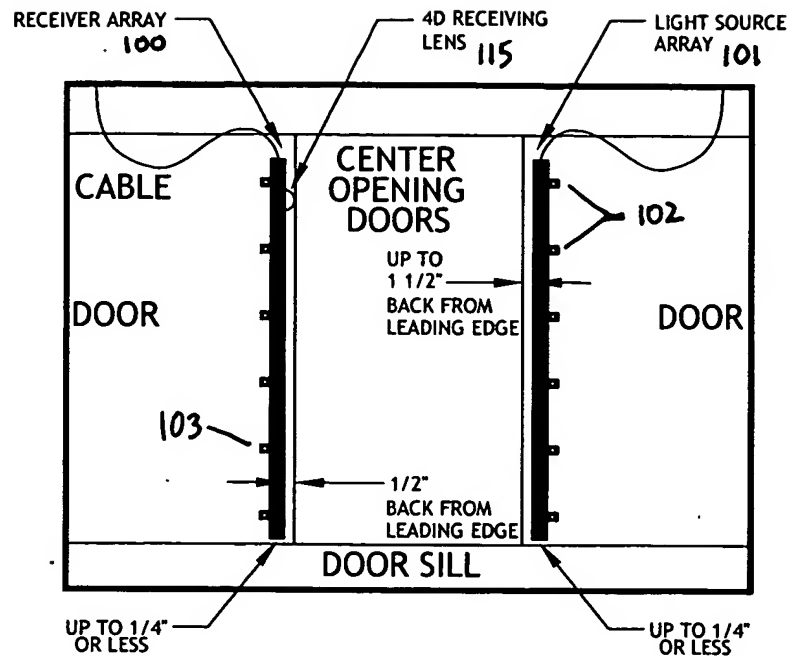 RECEIVER ARRAY
100
4D RECEIVING
LENS 115
LIGHT SOURCE
ARRAY 101
CABLE
CENTER
OPENING
DOORS
102
UP TO
1 1/2"
BACK FROM
LEADING EDGE
DOOR
DOOR
103
1/2"
BACK FROM
LEADING EDGE
DOOR SILL
UP TO 1/4"
OR LESS
UP TO 1/4"
OR LESS